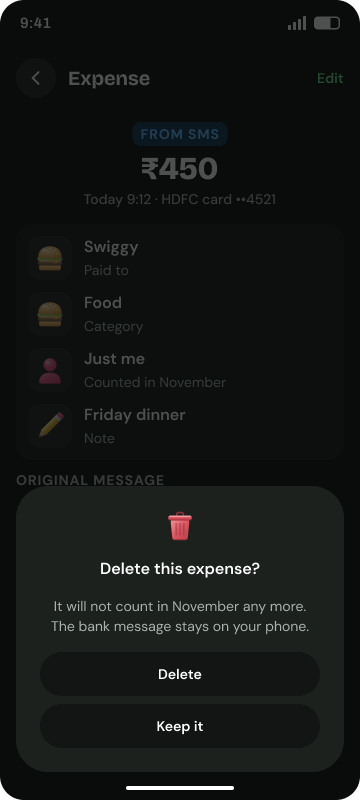 9:41
Expense
Edit
FROM SMS
₹450
Today 9:12 · HDFC card ••4521
Swiggy
Paid to
Food
Category
Just me
Counted in November
Friday dinner
Note
ORIGINAL MESSAGE
Delete this expense?
It will not count in November any more.
The bank message stays on your phone.
Delete
Keep it